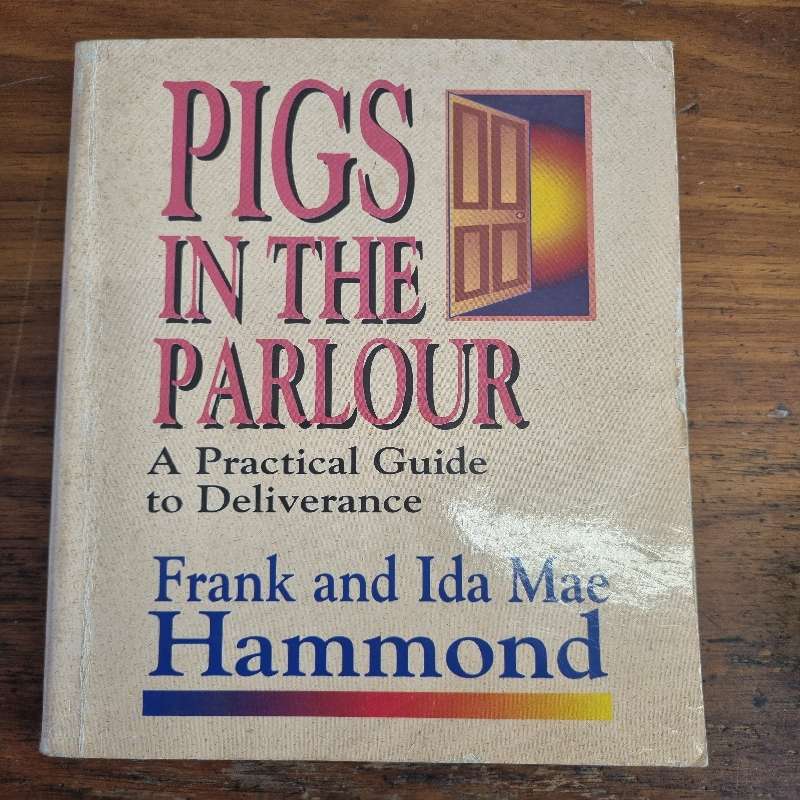 PIGS
IN THE
PARLOUR
A Practical Guide
to Deliverance
Frank and Ida Mae
Hammond